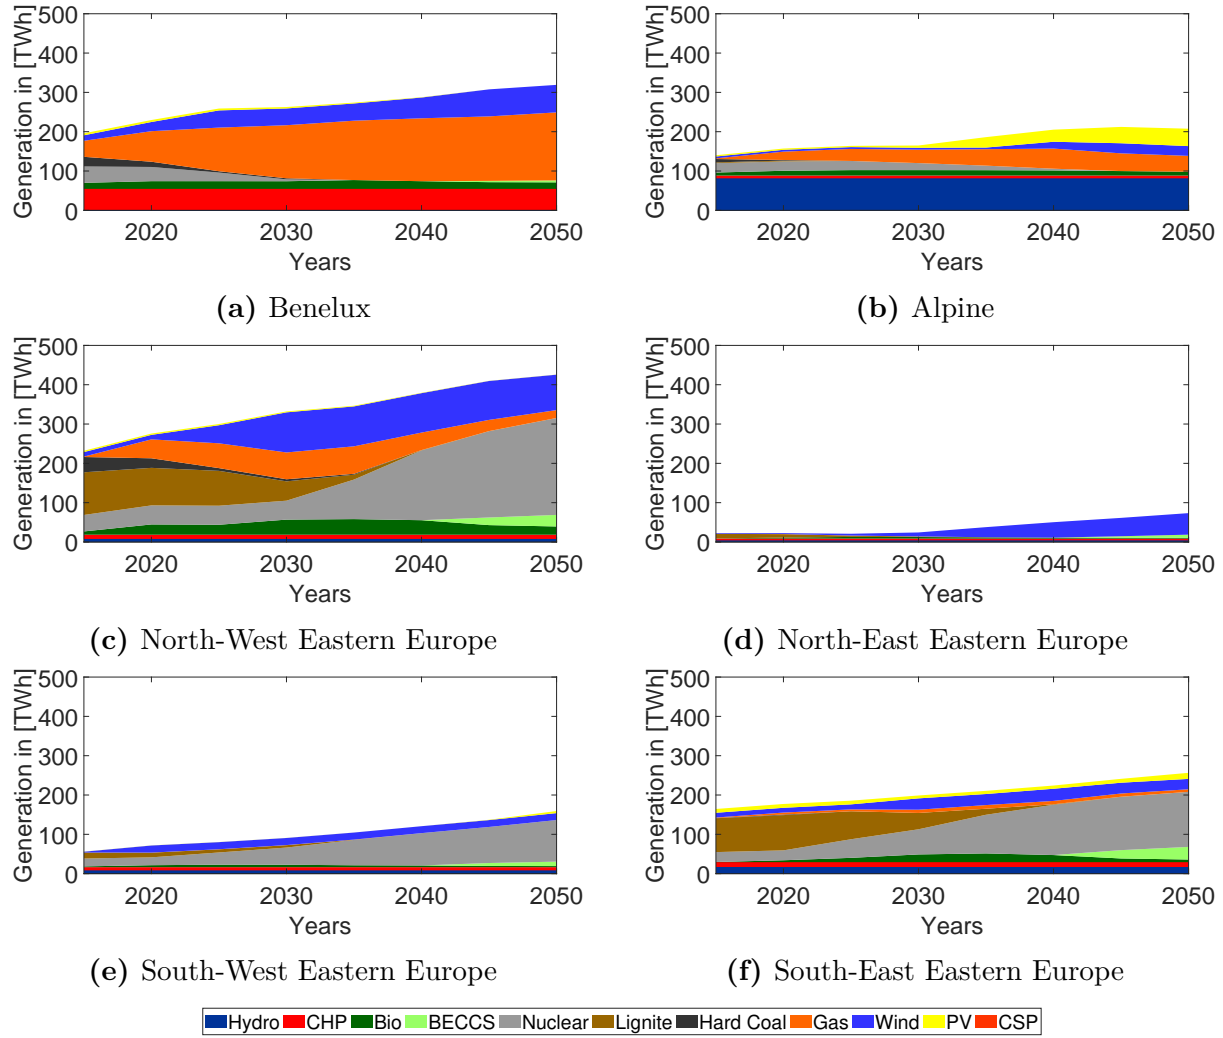 Generation in [TWh]
500
400
300
200
100
0
2020 2030 2040 2050
Years
(a) Benelux
Generation in [TWh]
500
400
300
200
100
0
2020 2030 2040 2050
Years
(b) Alpine
Generation in [TWh]
500
400
300
200
100
0
2020 2030 2040 2050
Years
(c) North-West Eastern Europe
Generation in [TWh]
500
400
300
200
100
0
2020 2030 2040 2050
Years
(d) North-East Eastern Europe
Generation in [TWh]
500
400
300
200
100
0
2020 2030 2040 2050
Years
(e) South-West Eastern Europe
Generation in [TWh]
500
400
300
200
100
0
2020 2030 2040 2050
Years
(f) South-East Eastern Europe
Hydro CHP Bio BECCS Nuclear Lignite Hard Coal Gas Wind PV CSP